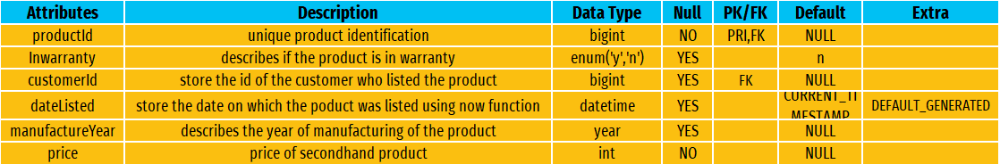 Attributes Description Data Type Null PK/FK Default Extra
productId unique product identification bigint NO PRI,FK NULL
Inwarranty describes if the product is in warranty enum('y','n') YES n
customerId store the id of the customer who listed the product bigint YES FK NULL
dateListed store the date on which the poduct was listed using now function datetime YES CURRENT_TI
MESTAMP DEFAULT_GENERATED
manufactureYear describes the year of manufacturing of the product year YES NULL
price price of secondhand product int NO NULL